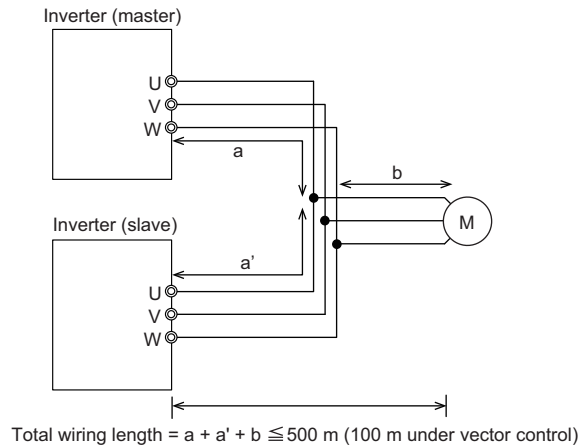 Inverter (master)
U
V
W
a
b
M
Inverter (slave)
a’
U
V
W
Total wiring length = a + a' + b ≦ 500 m (100 m under vector control)